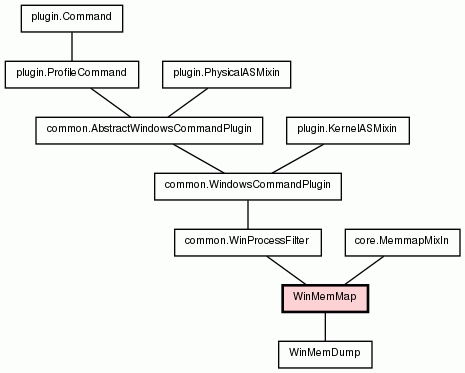 plugin.Command
plugin.ProfileCommand
plugin.PhysicalASMixin
common.AbstractWindowsCommandPlugin
plugin.KernelASMixin
common.WindowsCommandPlugin
common.WinProcessFilter
core.MemmapMixIn
WinMemMap
WinMemDump